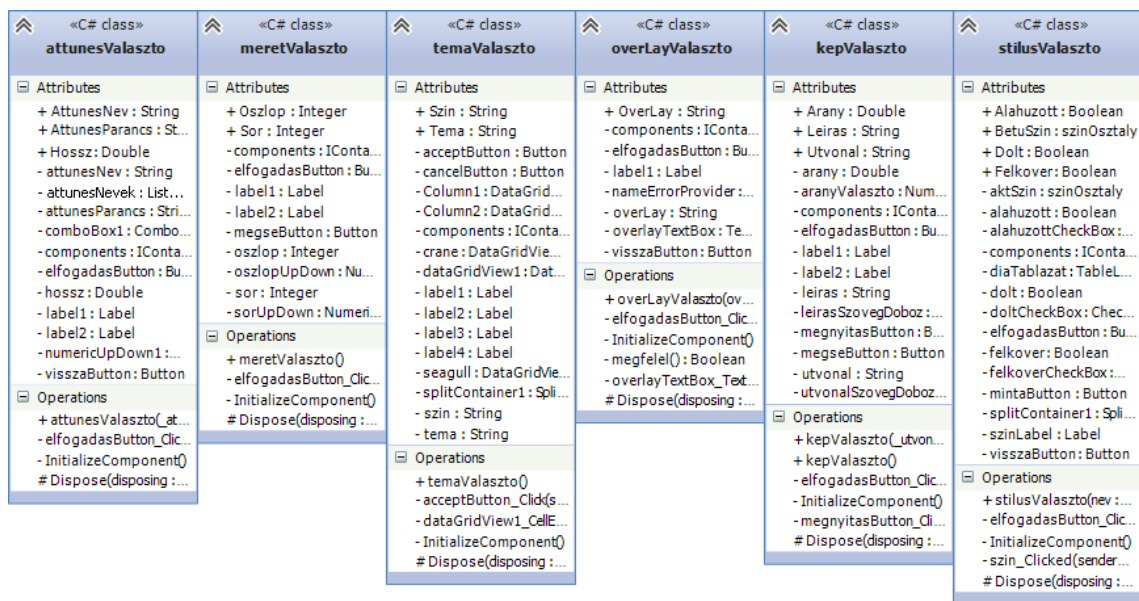 «C# class»
attunesValaszto
Attributes
+ AttunesNev : String
+ AttunesParancs : St...
+ Hossz : Double
- attunesNev : String
- attunesNevek : List...
- attunesParancs : Stri...
- comboBox1 : Combo...
- components : IConta...
- elfogadasButton : Bu...
- hossz : Double
- label1 : Label
- label2 : Label
- numericUpDown1 :...
- visszaButton : Button
Operations
+ attunesValaszto(_at...
- elfogadasButton_Clic...
- InitializeComponent()
# Dispose(disposing :...
«C# class»
meretValaszto
Attributes
+ Oszlop : Integer
+ Sor : Integer
- components : IConta...
- elfogadasButton : Bu...
- label1 : Label
- label2 : Label
- megseButton : Button
- oszlop : Integer
- oszlopUpDown : Nu...
- sor : Integer
- sorUpDown : Numeri...
Operations
+ meretValaszto()
- elfogadasButton_Clic...
- InitializeComponent()
# Dispose(disposing :...
«C# class»
temaValaszto
Attributes
+ Szin : String
+ Tema : String
- acceptButton : Button
- cancelButton : Button
- Column1 : DataGrid...
- Column2 : DataGrid...
- components : IConta...
- crane : DataGridVie...
- dataGridView1 : Dat...
- label1 : Label
- label2 : Label
- label3 : Label
- label4 : Label
- seagull : DataGridVie...
- splitContainer1 : Spli...
- szin : String
- tema : String
Operations
+ temaValaszto()
- acceptButton_Click(s...
- dataGridView1_CellE...
- InitializeComponent()
# Dispose(disposing :...
«C# class»
overLayValaszto
Attributes
+ OverLay : String
- components : IConta...
- elfogadasButton : Bu...
- label1 : Label
- nameErrorProvider :...
- overLay : String
- overlayTextBox : Te...
- visszaButton : Button
Operations
+ overLayValaszto(ov...
- elfogadasButton_Clic...
- InitializeComponent()
- megfelel() : Boolean
- overlayTextBox_Text...
# Dispose(disposing :...
«C# class»
kepValaszto
Attributes
+ Arany : Double
+ Leiras : String
+ Utvonal : String
- arany : Double
- aranyValaszto : Num...
- components : IConta...
- elfogadasButton : Bu...
- label1 : Label
- label2 : Label
- leiras : String
- leirasSzovegDoboz :...
- megnyitasButton : B...
- megseButton : Button
- utvonal : String
- utvonalSzovegDoboz...
Operations
+ kepValaszto(_utvon...
+ kepValaszto()
- elfogadasButton_Clic...
- InitializeComponent()
- megnyitasButton_Cli...
# Dispose(disposing :...
«C# class»
stilusValaszto
Attributes
+ Alahuzott : Boolean
+ BetuSzin : szinOsztaly
+ Dolt : Boolean
+ Felkover : Boolean
- aktSzin : szinOsztaly
- alahuzott : Boolean
- alahuzottCheckBox :...
- components : IConta...
- diaTablazat : TableL...
- dolt : Boolean
- doltCheckBox : Chec...
- elfogadasButton : Bu...
- felkover : Boolean
- felkoverCheckBox :...
- mintaButton : Button
- splitContainer1 : Spli...
- szinLabel : Label
- visszaButton : Button
Operations
+ stilusValaszto(nev :...
- elfogadasButton_Clic...
- InitializeComponent()
- szin_Clicked(sender...
# Dispose(disposing :...